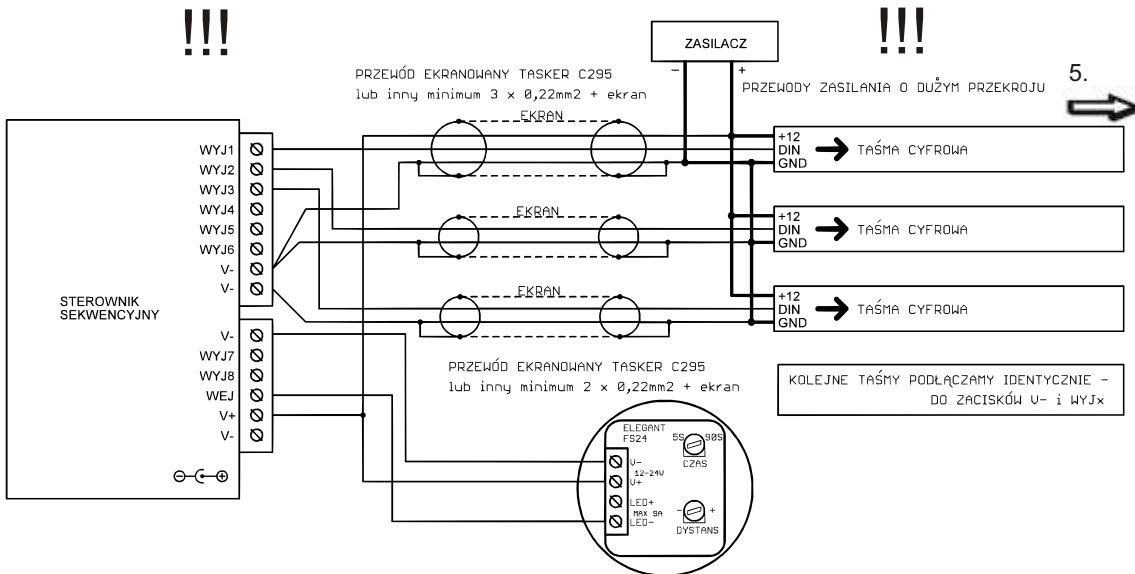 !!!
!!!
ZASILACZ
-
+
PRZEWÓD EKRANOWANY TASKER C295
lub inny minimum 3 x 0,22mm2 + ekran
PRZEWODY ZASILANIA O DUŻYM PRZEKROJU
5.
EKRAN
WYJ1
WYJ2
WYJ3
WYJ4
WYJ5
WYJ6
V-
V-
STEROWNIK
SEKWENCYJNY
V-
WYJ7
WYJ8
WEJ
V+
V-
+12
DIN
GND
TAŚMA CYFROWA
EKRAN
+12
DIN
GND
TAŚMA CYFROWA
EKRAN
+12
DIN
GND
TAŚMA CYFROWA
PRZEWÓD EKRANOWANY TASKER C295
lub inny minimum 2 x 0,22mm2 + ekran
KOLEJNE TAŚMY PODŁĄCZAMY IDENTYCZNIE -
DO ZACISKÓW V- i WYJx
ELEGANT
FS24
5S
90S
CZAS
V-
12-24V
V+
LED+
MAX 9A
LED-
-
+
DYSTANS